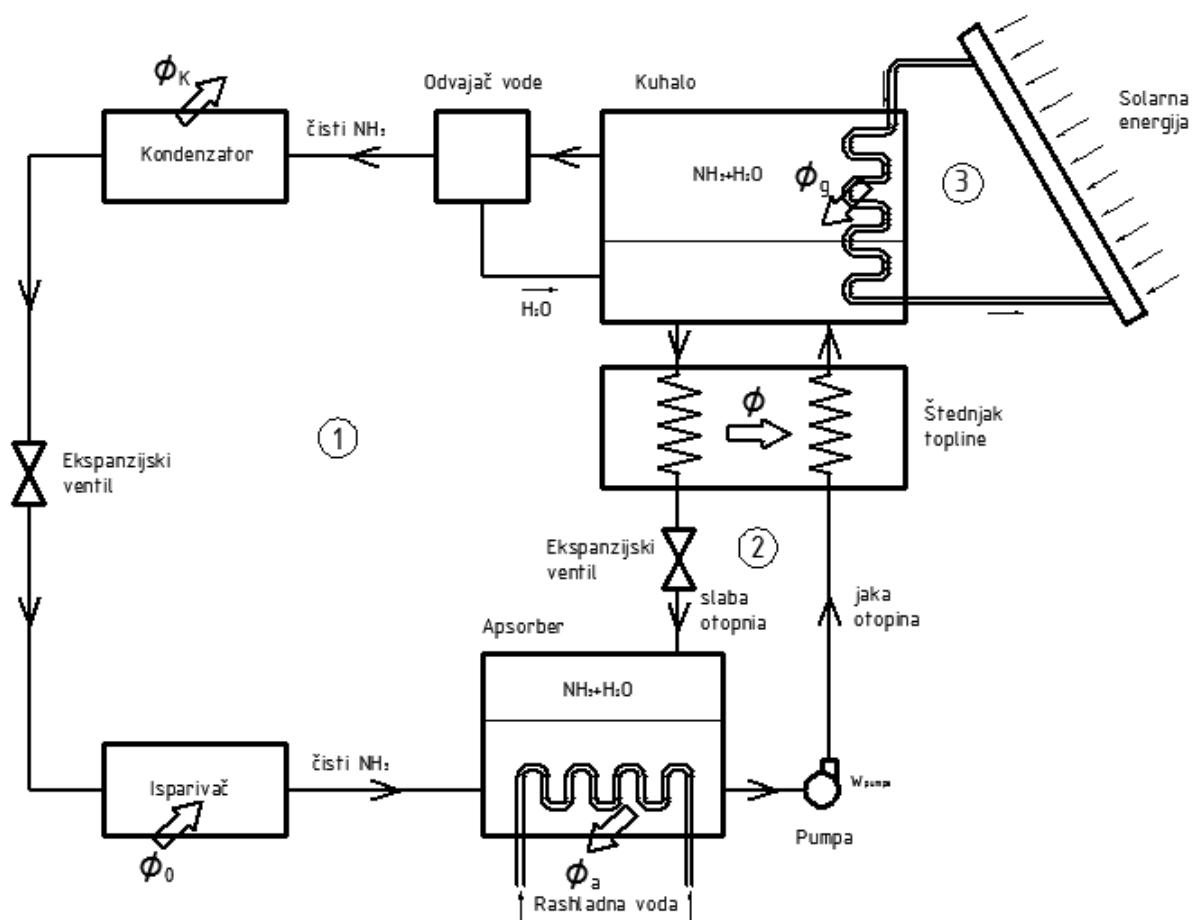 ϕK
Odvajač vode
Kuhalo
Solarna
energija
čisti NH₃
Kondenzator
NH₃+H₂O
ϕg
3
H₂O
ϕ
Štednjak
topline
1
Ekspanzijski
ventil
Ekspanzijski
ventil
2
slaba
otopnia
jaka
otopina
Apsorber
NH₃+H₂O
čisti NH₃
Isparivač
Wpumpe
Pumpa
ϕ0
ϕa
Rashladna voda